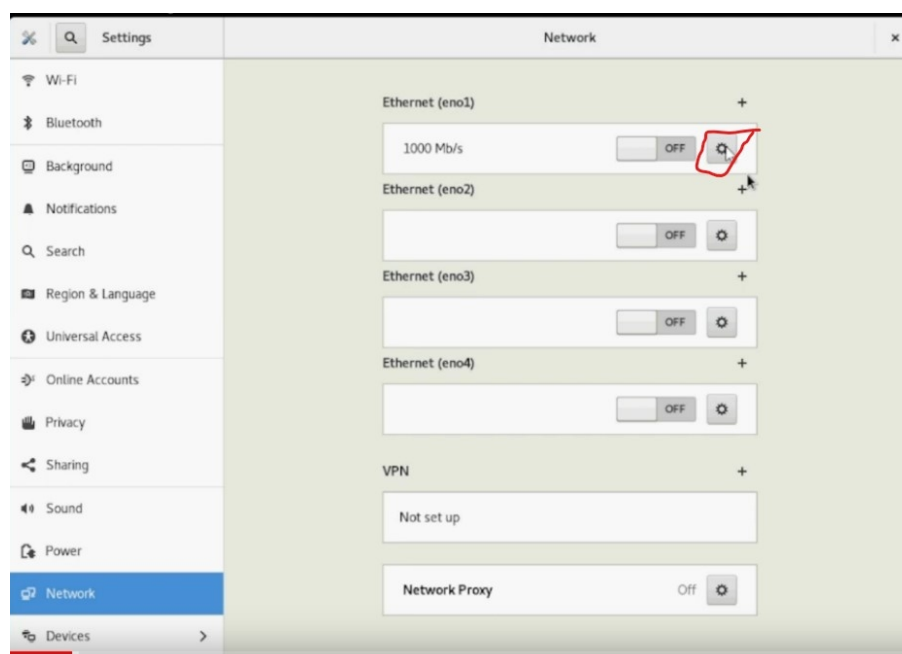 Settings
Network
Wi-Fi
Bluetooth
Background
Notifications
Search
Region & Language
Universal Access
Online Accounts
Privacy
Sharing
Sound
Power
Network
Devices
Ethernet (eno1)
1000 Mb/s OFF
Ethernet (eno2)
OFF
Ethernet (eno3)
OFF
Ethernet (eno4)
OFF
VPN
Not set up
Network Proxy Off